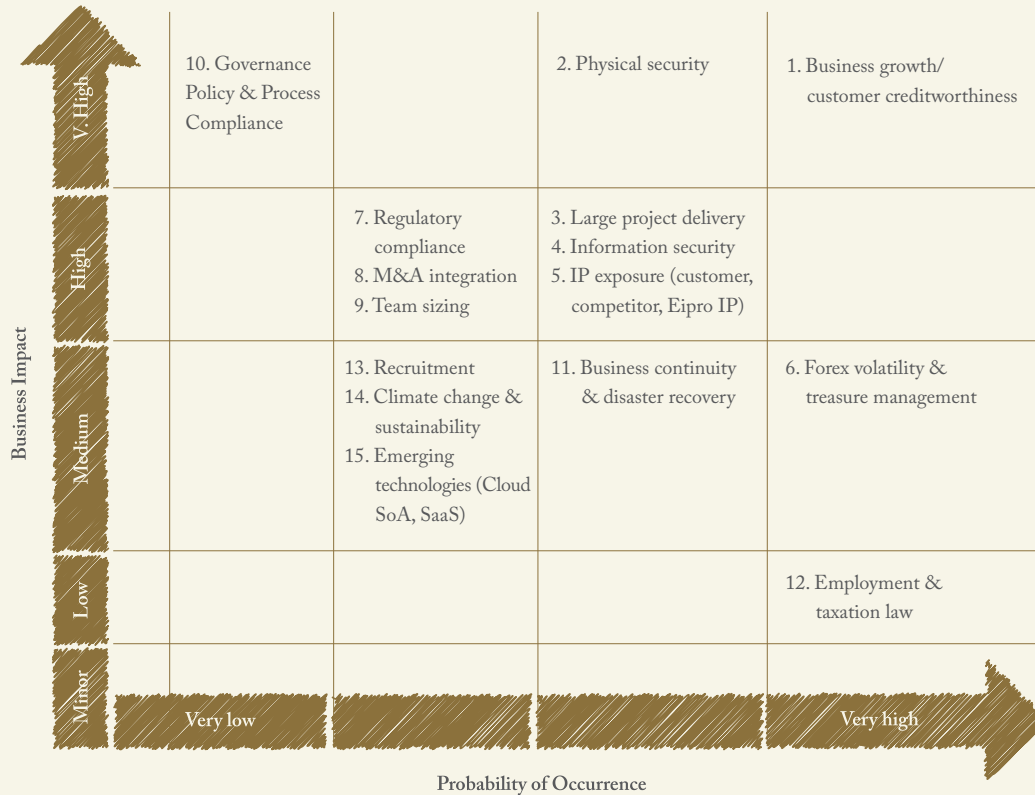 V. High
10. Governance
Policy & Process
Compliance
2. Physical security
1. Business growth/
customer creditworthiness
High
7. Regulatory
compliance
8. M&A integration
9. Team sizing
3. Large project delivery
4. Information security
5. IP exposure (customer,
competitor, Eipro IP)
Business Impact
Medium
13. Recruitment
14. Climate change &
sustainability
15. Emerging
technologies (Cloud
SoA, SaaS)
11. Business continuity
& disaster recovery
6. Forex volatility &
treasure management
Low
12. Employment &
taxation law
Minor
Very low
Very high
Probability of Occurrence